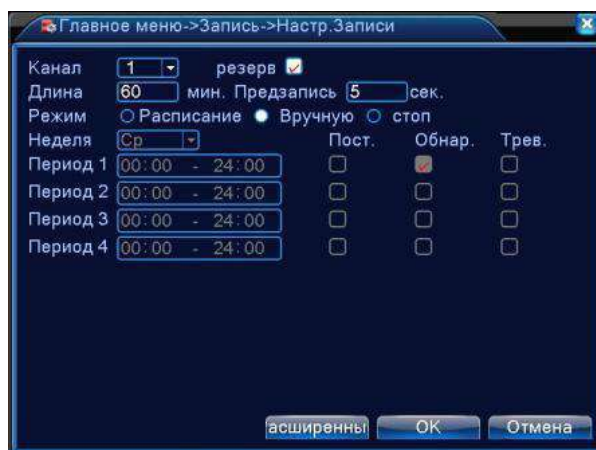 Главное меню->Запись->Настр.Записи
Канал 1 резерв
Длина 60 мин. Предзапись 5 сек.
Режим Расписание Вручную стоп
Неделя Ср Пост. Обнар. Трев.
Период 1 00:00 - 24:00
Период 2 00:00 - 24:00
Период 3 00:00 - 24:00
Период 4 00:00 - 24:00
асширенны OK Отмена